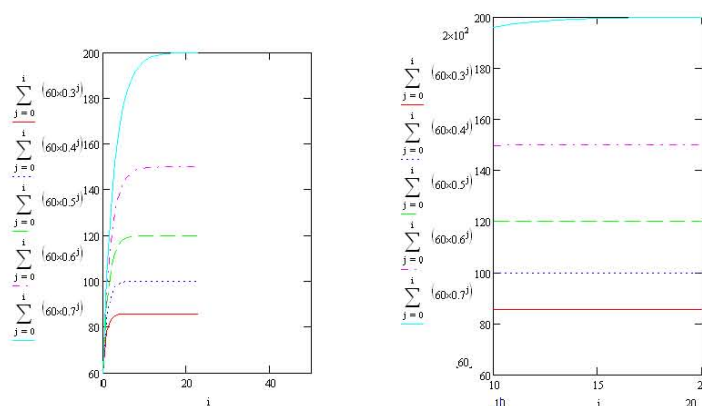 200
180
160
140
120
100
80
60
0
20
40
i
i
∑ (60×0.3^j)
j = 0
i
∑ (60×0.4^j)
j = 0
i
∑ (60×0.5^j)
j = 0
i
∑ (60×0.6^j)
j = 0
i
∑ (60×0.7^j)
j = 0
2×10²
200
180
160
140
120
100
80
60
,60,
10
15
2
10
i
20
i
∑ (60×0.3^j)
j = 0
i
∑ (60×0.4^j)
j = 0
i
∑ (60×0.5^j)
j = 0
i
∑ (60×0.6^j)
j = 0
i
∑ (60×0.7^j)
j = 0